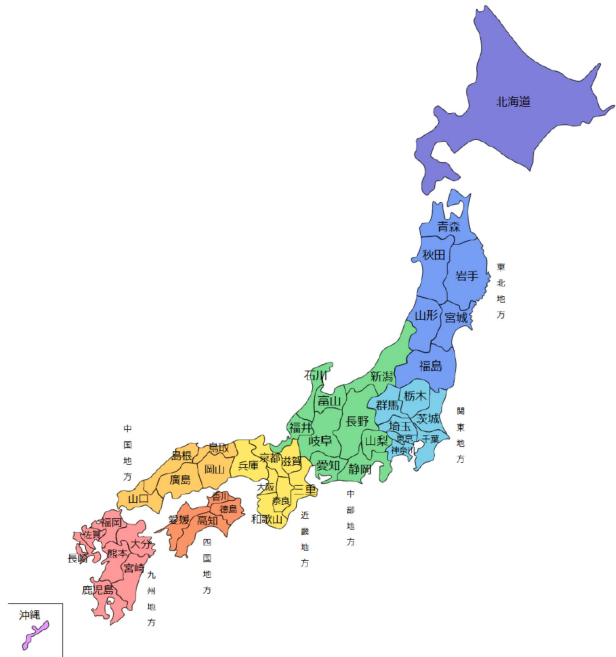 北海道
青森
秋田
岩手
山形
宮城
福島
東北地方
新潟
石川
富山
福井
岐阜
長野
山梨
愛知
静岡
中部地方
群馬
栃木
茨城
埼玉
東京
千葉
神奈川
関東地方
京都
滋賀
兵庫
大阪
奈良
三重
和歌山
近畿地方
鳥取
島根
岡山
廣島
山口
中国地方
香川
徳島
愛媛
高知
四国地方
福岡
佐賀
長崎
大分
熊本
宮崎
鹿児島
九州地方
沖縄